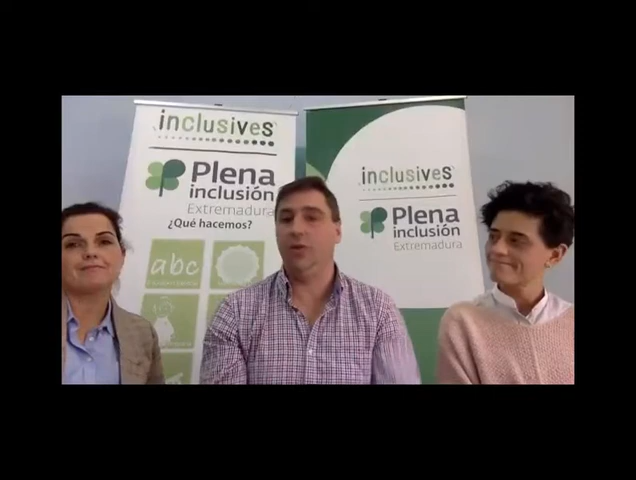 inclusives
Plena
inclusión
Extremadura
¿Qué hacemos?
abc
inclusives
Plena
inclusión
Extremadura